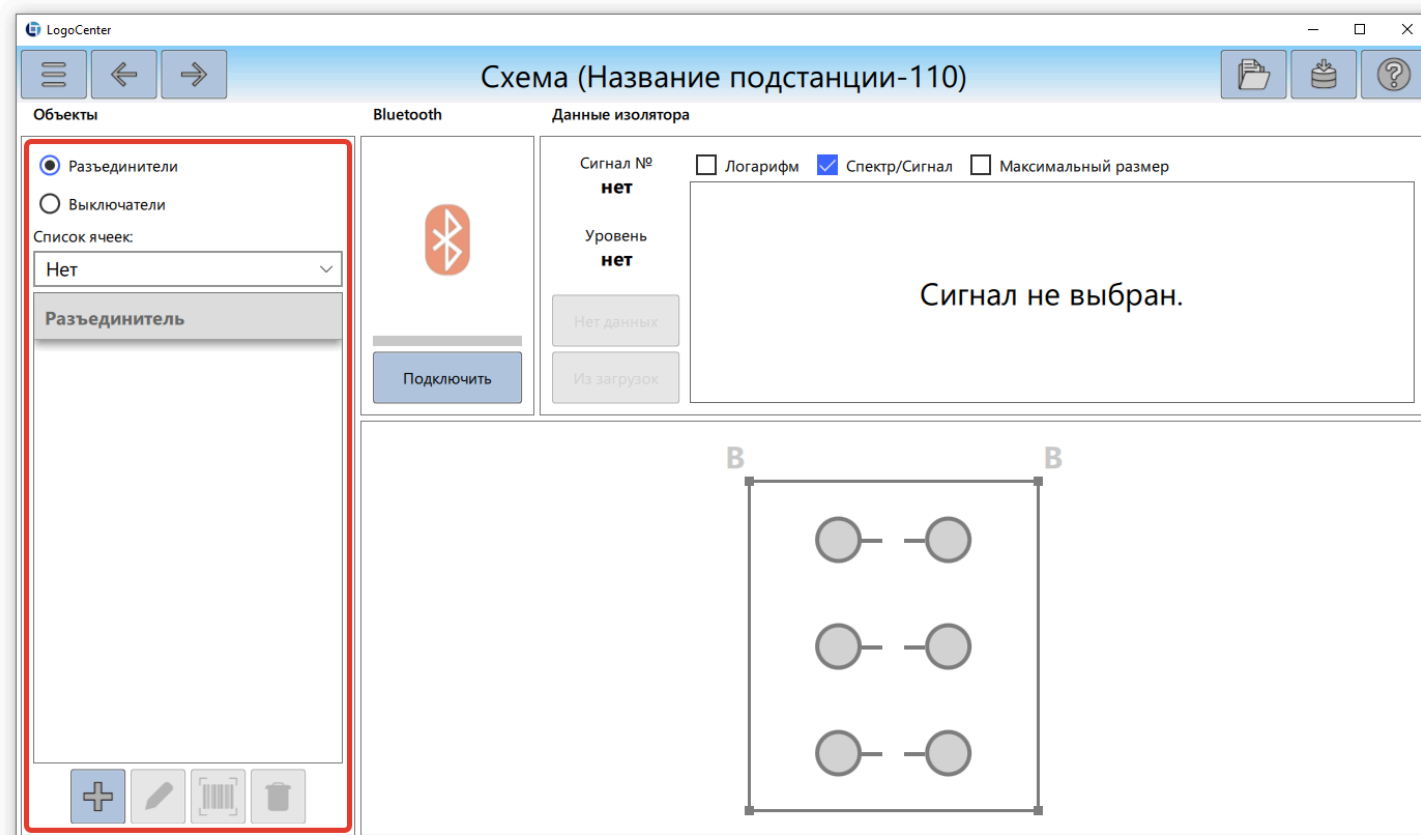 LogoCenter
Схема (Название подстанции-110)
Объекты
Bluetooth
Данные изолятора
Разъединители
Выключатели
Список ячеек:
Нет
Разъединитель
Подключить
Сигнал №
нет
Уровень
нет
Нет данных
Из загрузок
Логарифм
Спектр/Сигнал
Максимальный размер
Сигнал не выбран.
В В